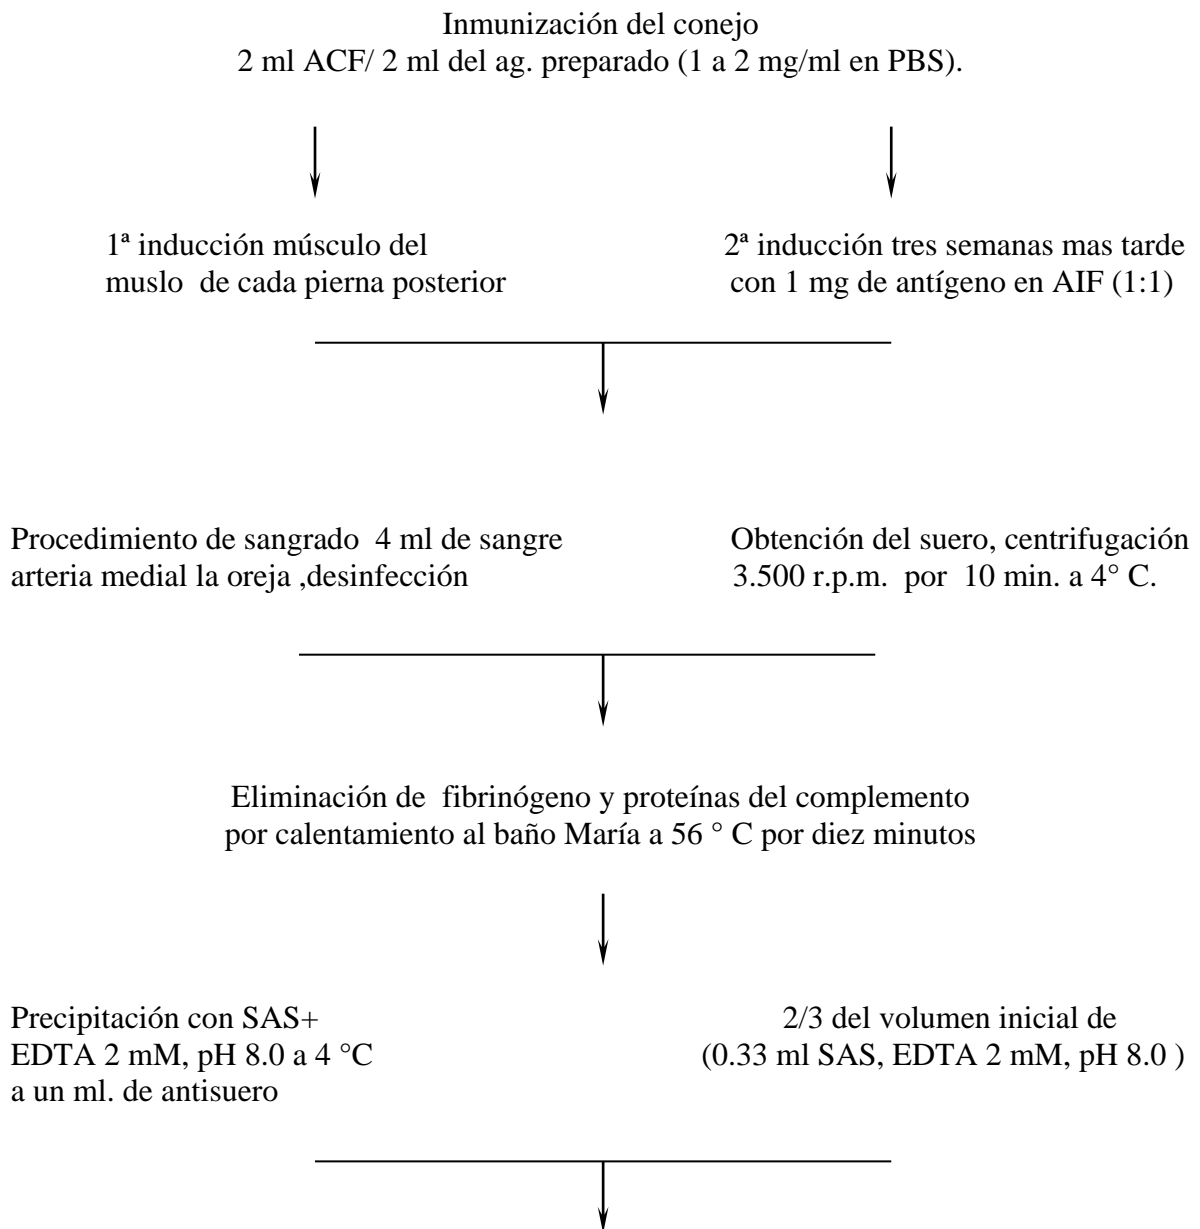 Inmunización del conejo
2 ml ACF/ 2 ml del ag. preparado (1 a 2 mg/ml en PBS).
1ª inducción músculo del
muslo de cada pierna posterior
2ª inducción tres semanas mas tarde
con 1 mg de antígeno en AIF (1:1)
Procedimiento de sangrado 4 ml de sangre
arteria medial la oreja ,desinfección
Obtención del suero, centrifugación
3.500 r.p.m. por 10 min. a 4° C.
Eliminación de fibrinógeno y proteínas del complemento
por calentamiento al baño María a 56 ° C por diez minutos
Precipitación con SAS+
EDTA 2 mM, pH 8.0 a 4 °C
a un ml. de antisuero
2/3 del volumen inicial de
(0.33 ml SAS, EDTA 2 mM, pH 8.0 )